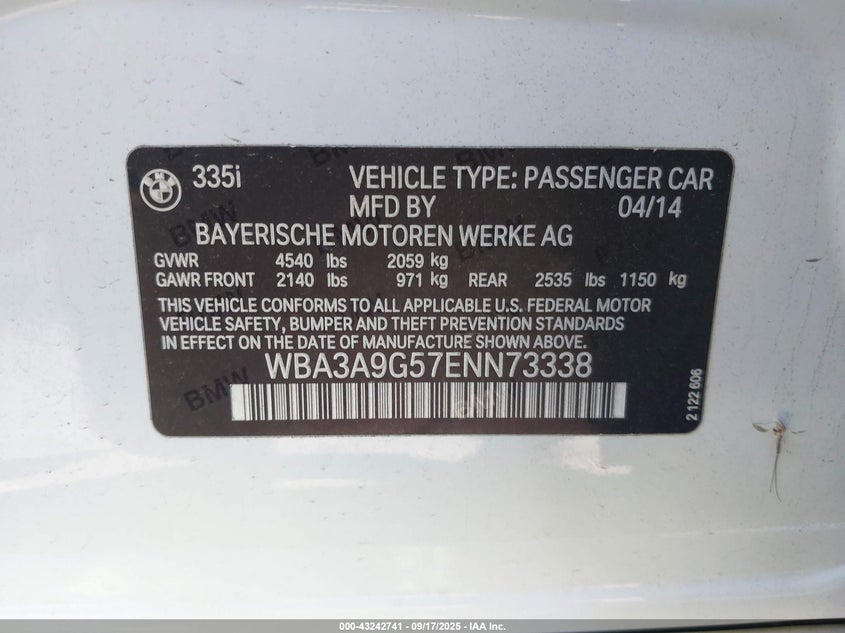 335i VEHICLE TYPE: PASSENGER CAR
MFD BY 04/14
BAYERISCHE MOTOREN WERKE AG
GVWR 4540 lbs 2059 kg
GAWR FRONT 2140 lbs 971 kg REAR 2535 lbs 1150 kg
THIS VEHICLE CONFORMS TO ALL APPLICABLE U.S. FEDERAL MOTOR
VEHICLE SAFETY, BUMPER AND THEFT PREVENTION STANDARDS
IN EFFECT ON THE DATE OF MANUFACTURE SHOWN ABOVE.
WBA3A9G57ENN73338
2 122 606
BMW
000-43242741 - 09/17/2025 - IAA Inc.